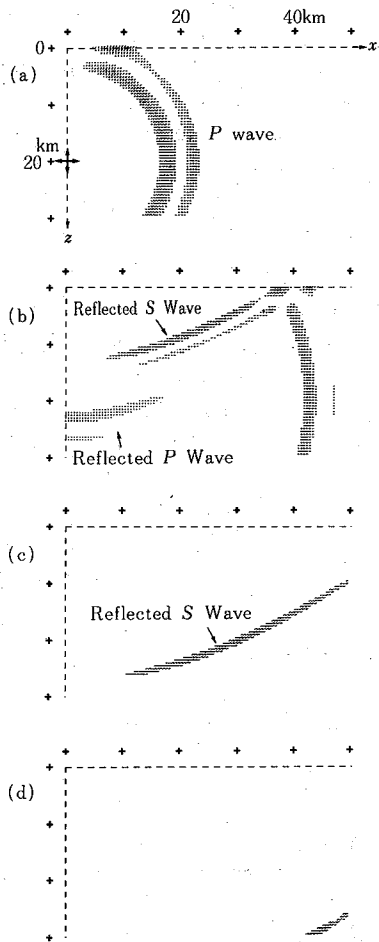 20 40km
0 x
(a)
P wave
km
20
z
(b)
Reflected S Wave
Reflected P Wave
(c)
Reflected S Wave
(d)